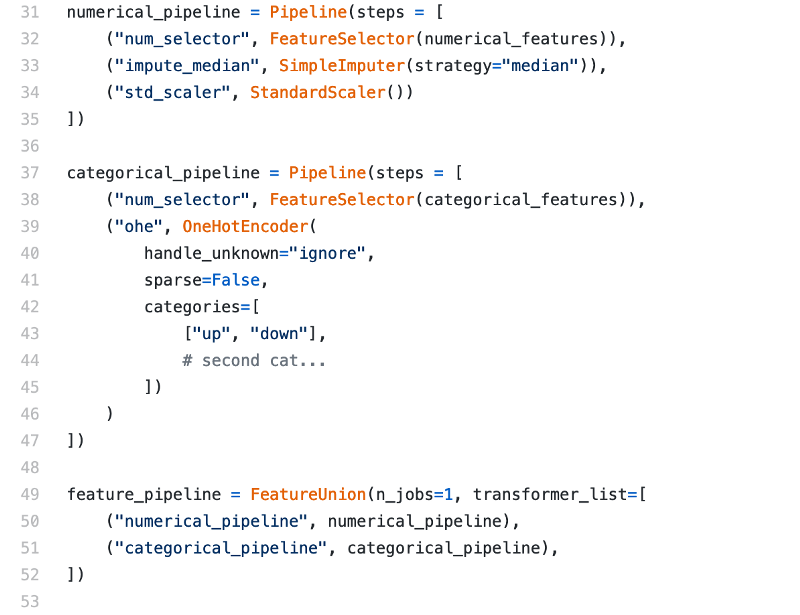 31 numerical_pipeline = Pipeline(steps = [
32     ("num_selector", FeatureSelector(numerical_features)),
33     ("impute_median", SimpleImputer(strategy="median")),
34     ("std_scaler", StandardScaler())
35 ])
36
37 categorical_pipeline = Pipeline(steps = [
38     ("num_selector", FeatureSelector(categorical_features)),
39     ("ohe", OneHotEncoder(
40         handle_unknown="ignore",
41         sparse=False,
42         categories=[
43             ["up", "down"],
44             # second cat...
45         ])
46     )
47 ])
48
49 feature_pipeline = FeatureUnion(n_jobs=1, transformer_list=[
50     ("numerical_pipeline", numerical_pipeline),
51     ("categorical_pipeline", categorical_pipeline),
52 ])
53